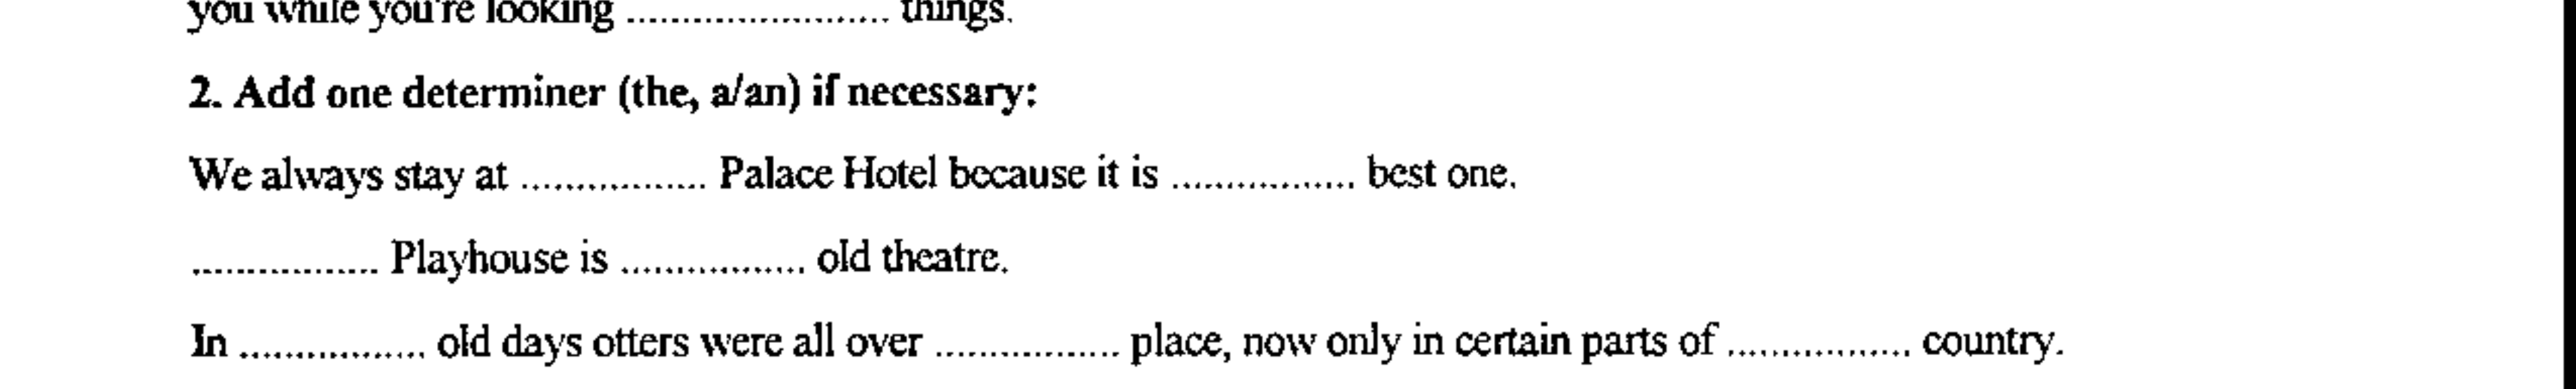 you while you're looking ........................ things.
2. Add one determiner (the, a/an) if necessary:
We always stay at ................. Palace Hotel because it is ................. best one.
................. Playhouse is ................. old theatre.
In ................. old days otters were all over ................. place, now only in certain parts of ................. country.